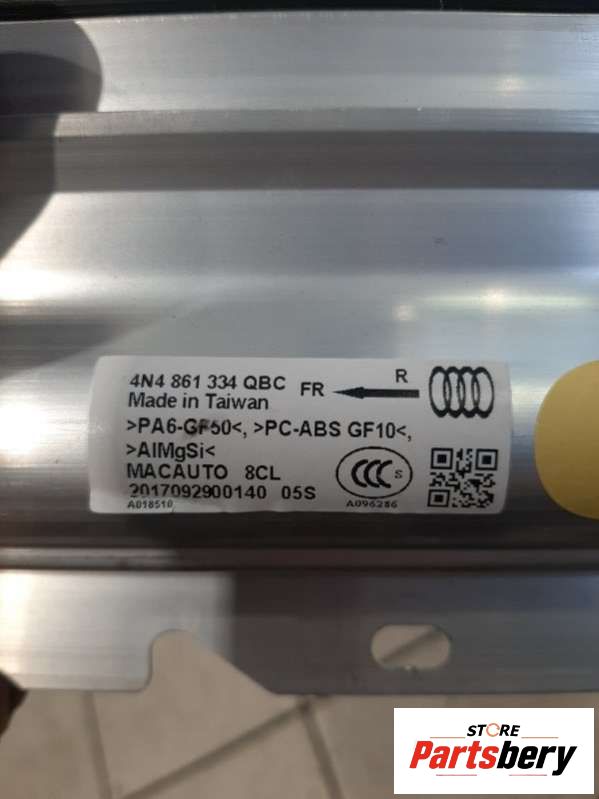 4N4 861 334 QBC FR R
Made in Taiwan
>PA6-GF50<, >PC-ABS GF10<,
>AlMgSi<
MACAUTO 8CL
CCC S
2017092900140 05S
A018510 A096286
STORE
Partsbery